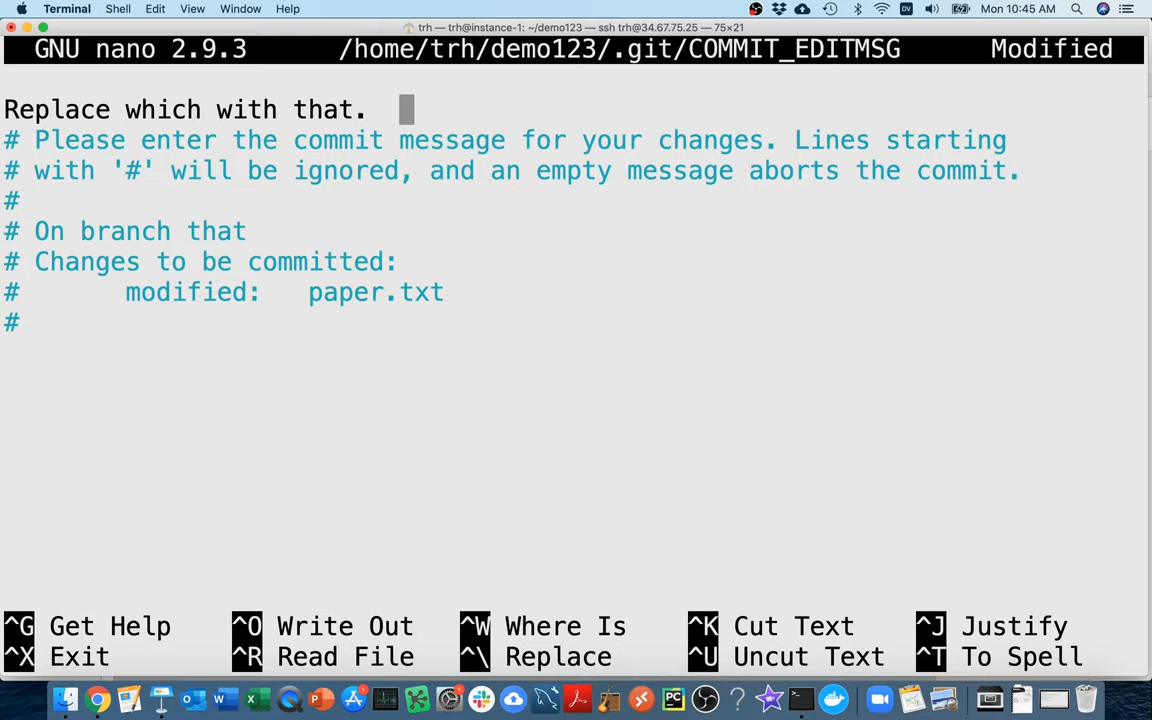 Terminal Shell Edit View Window Help Mon 10:45 AM
trh — trh@instance-1: ~/demo123 — ssh trh@34.67.75.25 — 75×21
GNU nano 2.9.3 /home/trh/demo123/.git/COMMIT_EDITMSG Modified
Replace which with that.
# Please enter the commit message for your changes. Lines starting
# with '#' will be ignored, and an empty message aborts the commit.
#
# On branch that
# Changes to be committed:
# modified: paper.txt
#
^G Get Help ^O Write Out ^W Where Is ^K Cut Text ^J Justify
^X Exit ^R Read File ^\ Replace ^U Uncut Text ^T To Spell